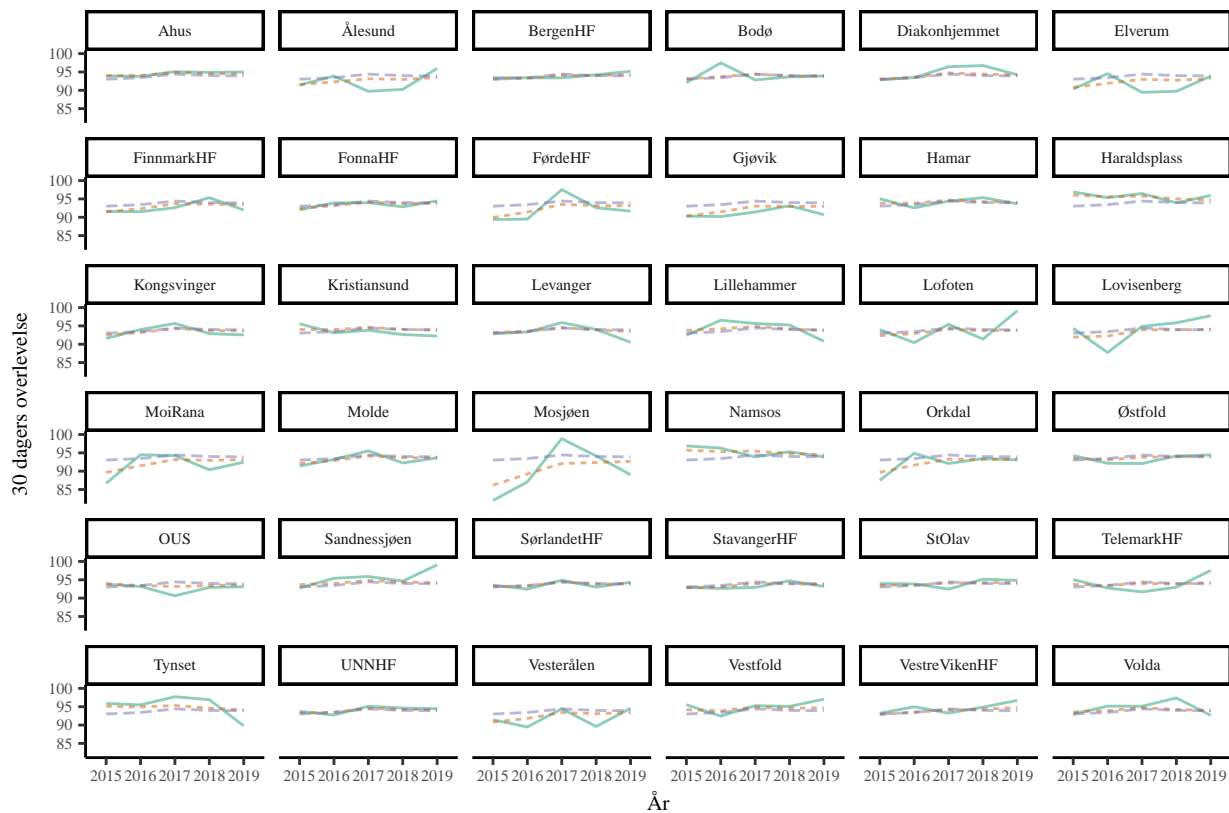 Ahus Ålesund BergenHF Bodø Diakonhjemmet Elverum
100
95
90
85
FinnmarkHF FonnaHF FørdeHF Gjøvik Hamar Haraldsplass
100
95
90
85
Kongsvinger Kristiansund Levanger Lillehammer Lofoten Lovisenberg
100
95
90
85
MoiRana Molde Mosjøen Namsos Orkdal Østfold
100
95
90
85
OUS Sandnessjøen SørlandetHF StavangerHF StOlav TelemarkHF
100
95
90
85
Tynset UNNHF Vesterålen Vestfold VestreVikenHF Volda
100
95
90
85
2015 2016 2017 2018 2019 2015 2016 2017 2018 2019 2015 2016 2017 2018 2019 2015 2016 2017 2018 2019 2015 2016 2017 2018 2019 2015 2016 2017 2018 2019
År
30 dagers overlevelse